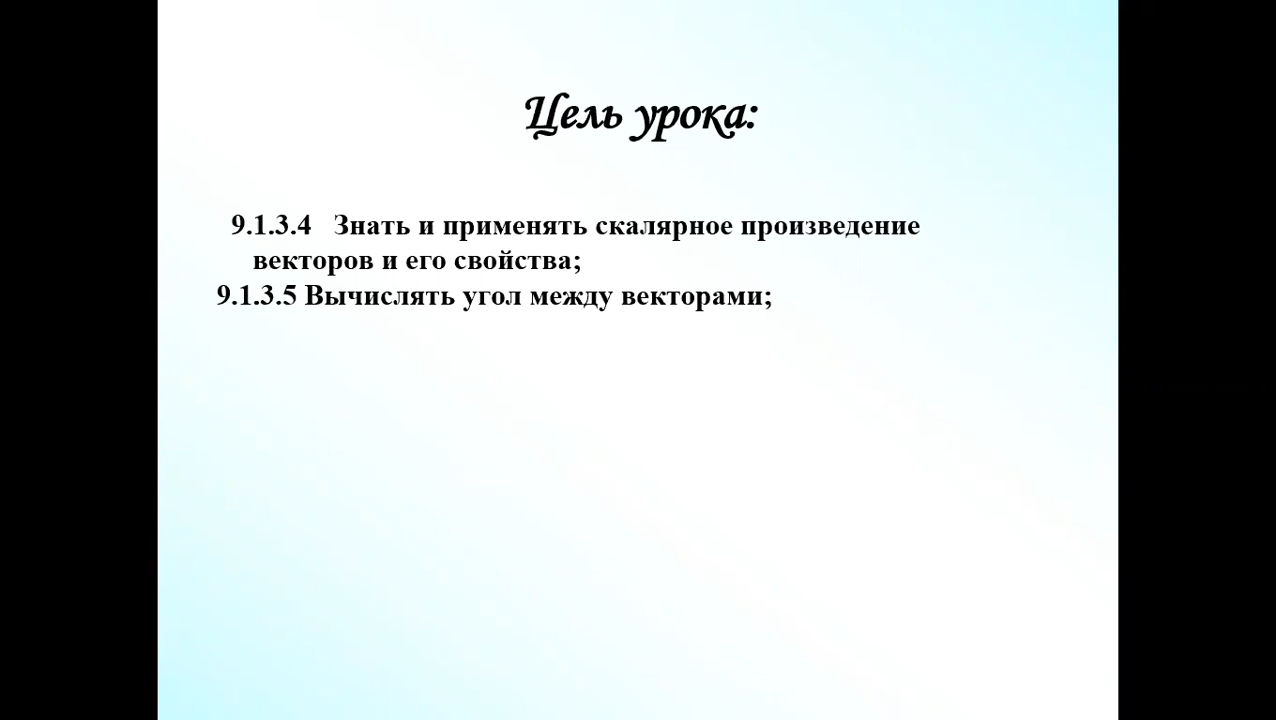 Цель урока:
9.1.3.4 Знать и применять скалярное произведение
векторов и его свойства;
9.1.3.5 Вычислять угол между векторами;